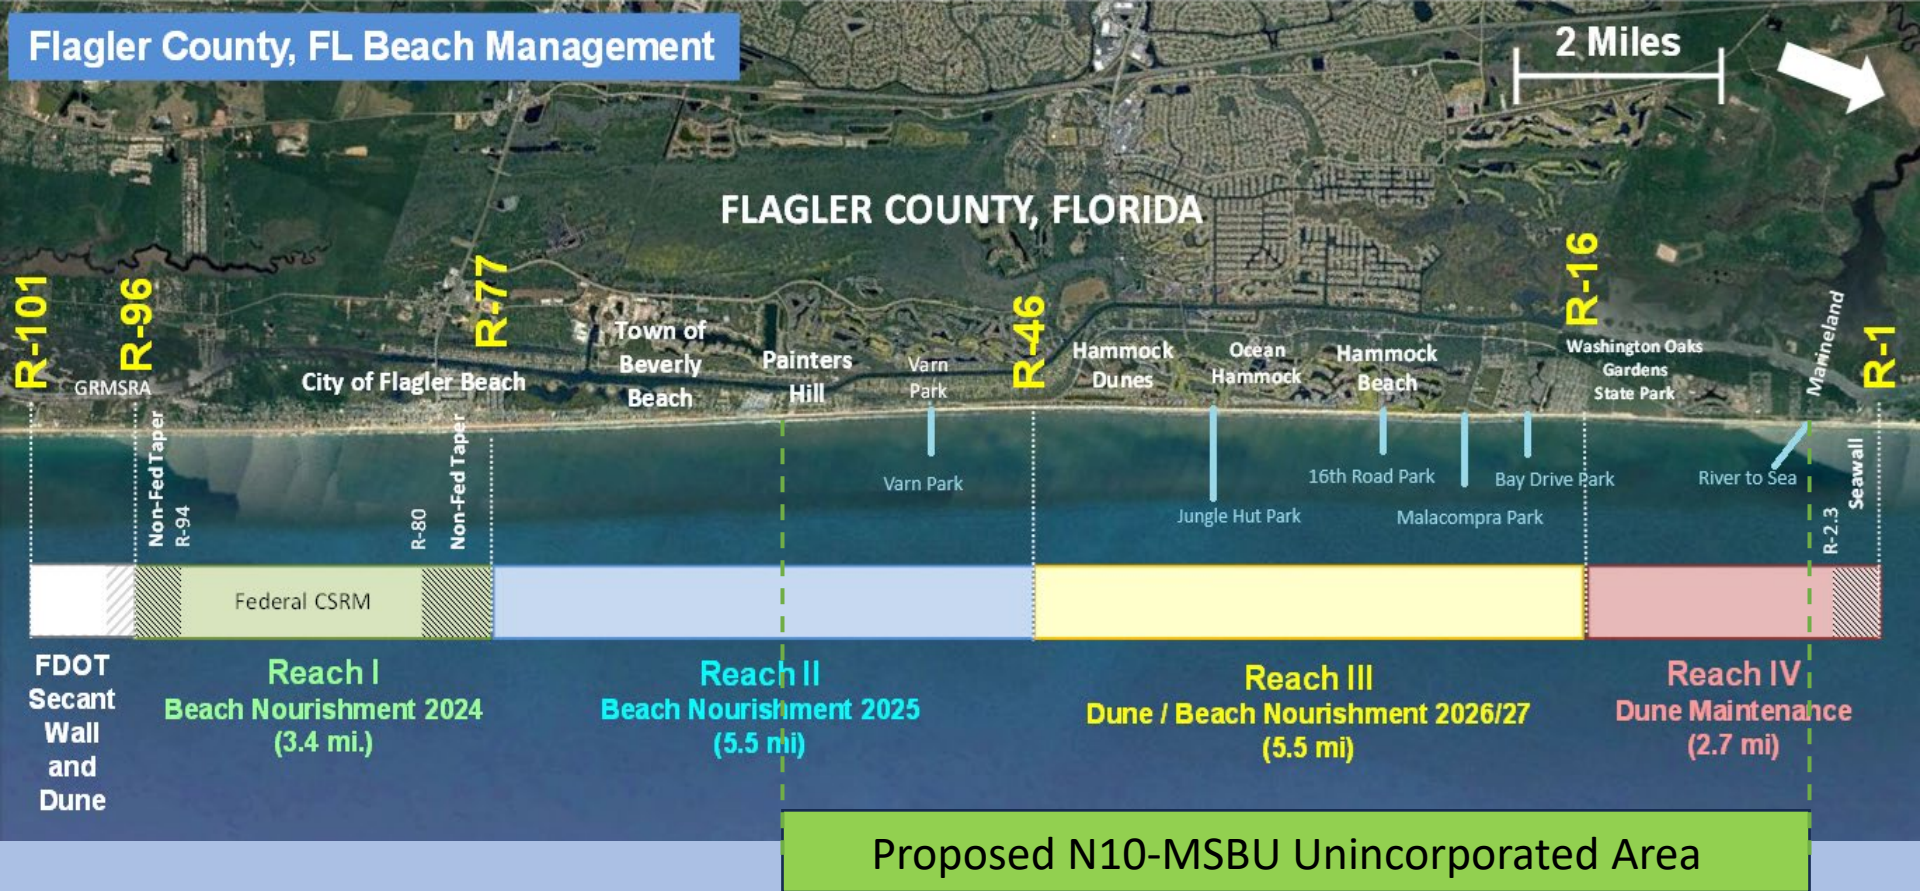 Flagler County, FL Beach Management
2 Miles
FLAGLER COUNTY, FLORIDA
R-101
R-96
R-77
R-46
R-16
R-1
GRMSRA
City of Flagler Beach
Town of
Beverly
Beach
Painters
Hill
Varn
Park
Hammock
Dunes
Ocean
Hammock
Hammock
Beach
Washington Oaks
Gardens
State Park
Marineland
Non-Fed Taper
R-94
R-80
Non-Fed Taper
Varn Park
Jungle Hut Park
16th Road Park
Malacompra Park
Bay Drive Park
River to Sea
R-2.3
Seawall
Federal CSRM
FDOT
Secant
Wall
and
Dune
Reach I
Beach Nourishment 2024
(3.4 mi.)
Reach II
Beach Nourishment 2025
(5.5 mi)
Reach III
Dune / Beach Nourishment 2026/27
(5.5 mi)
Reach IV
Dune Maintenance
(2.7 mi)
Proposed N10-MSBU Unincorporated Area